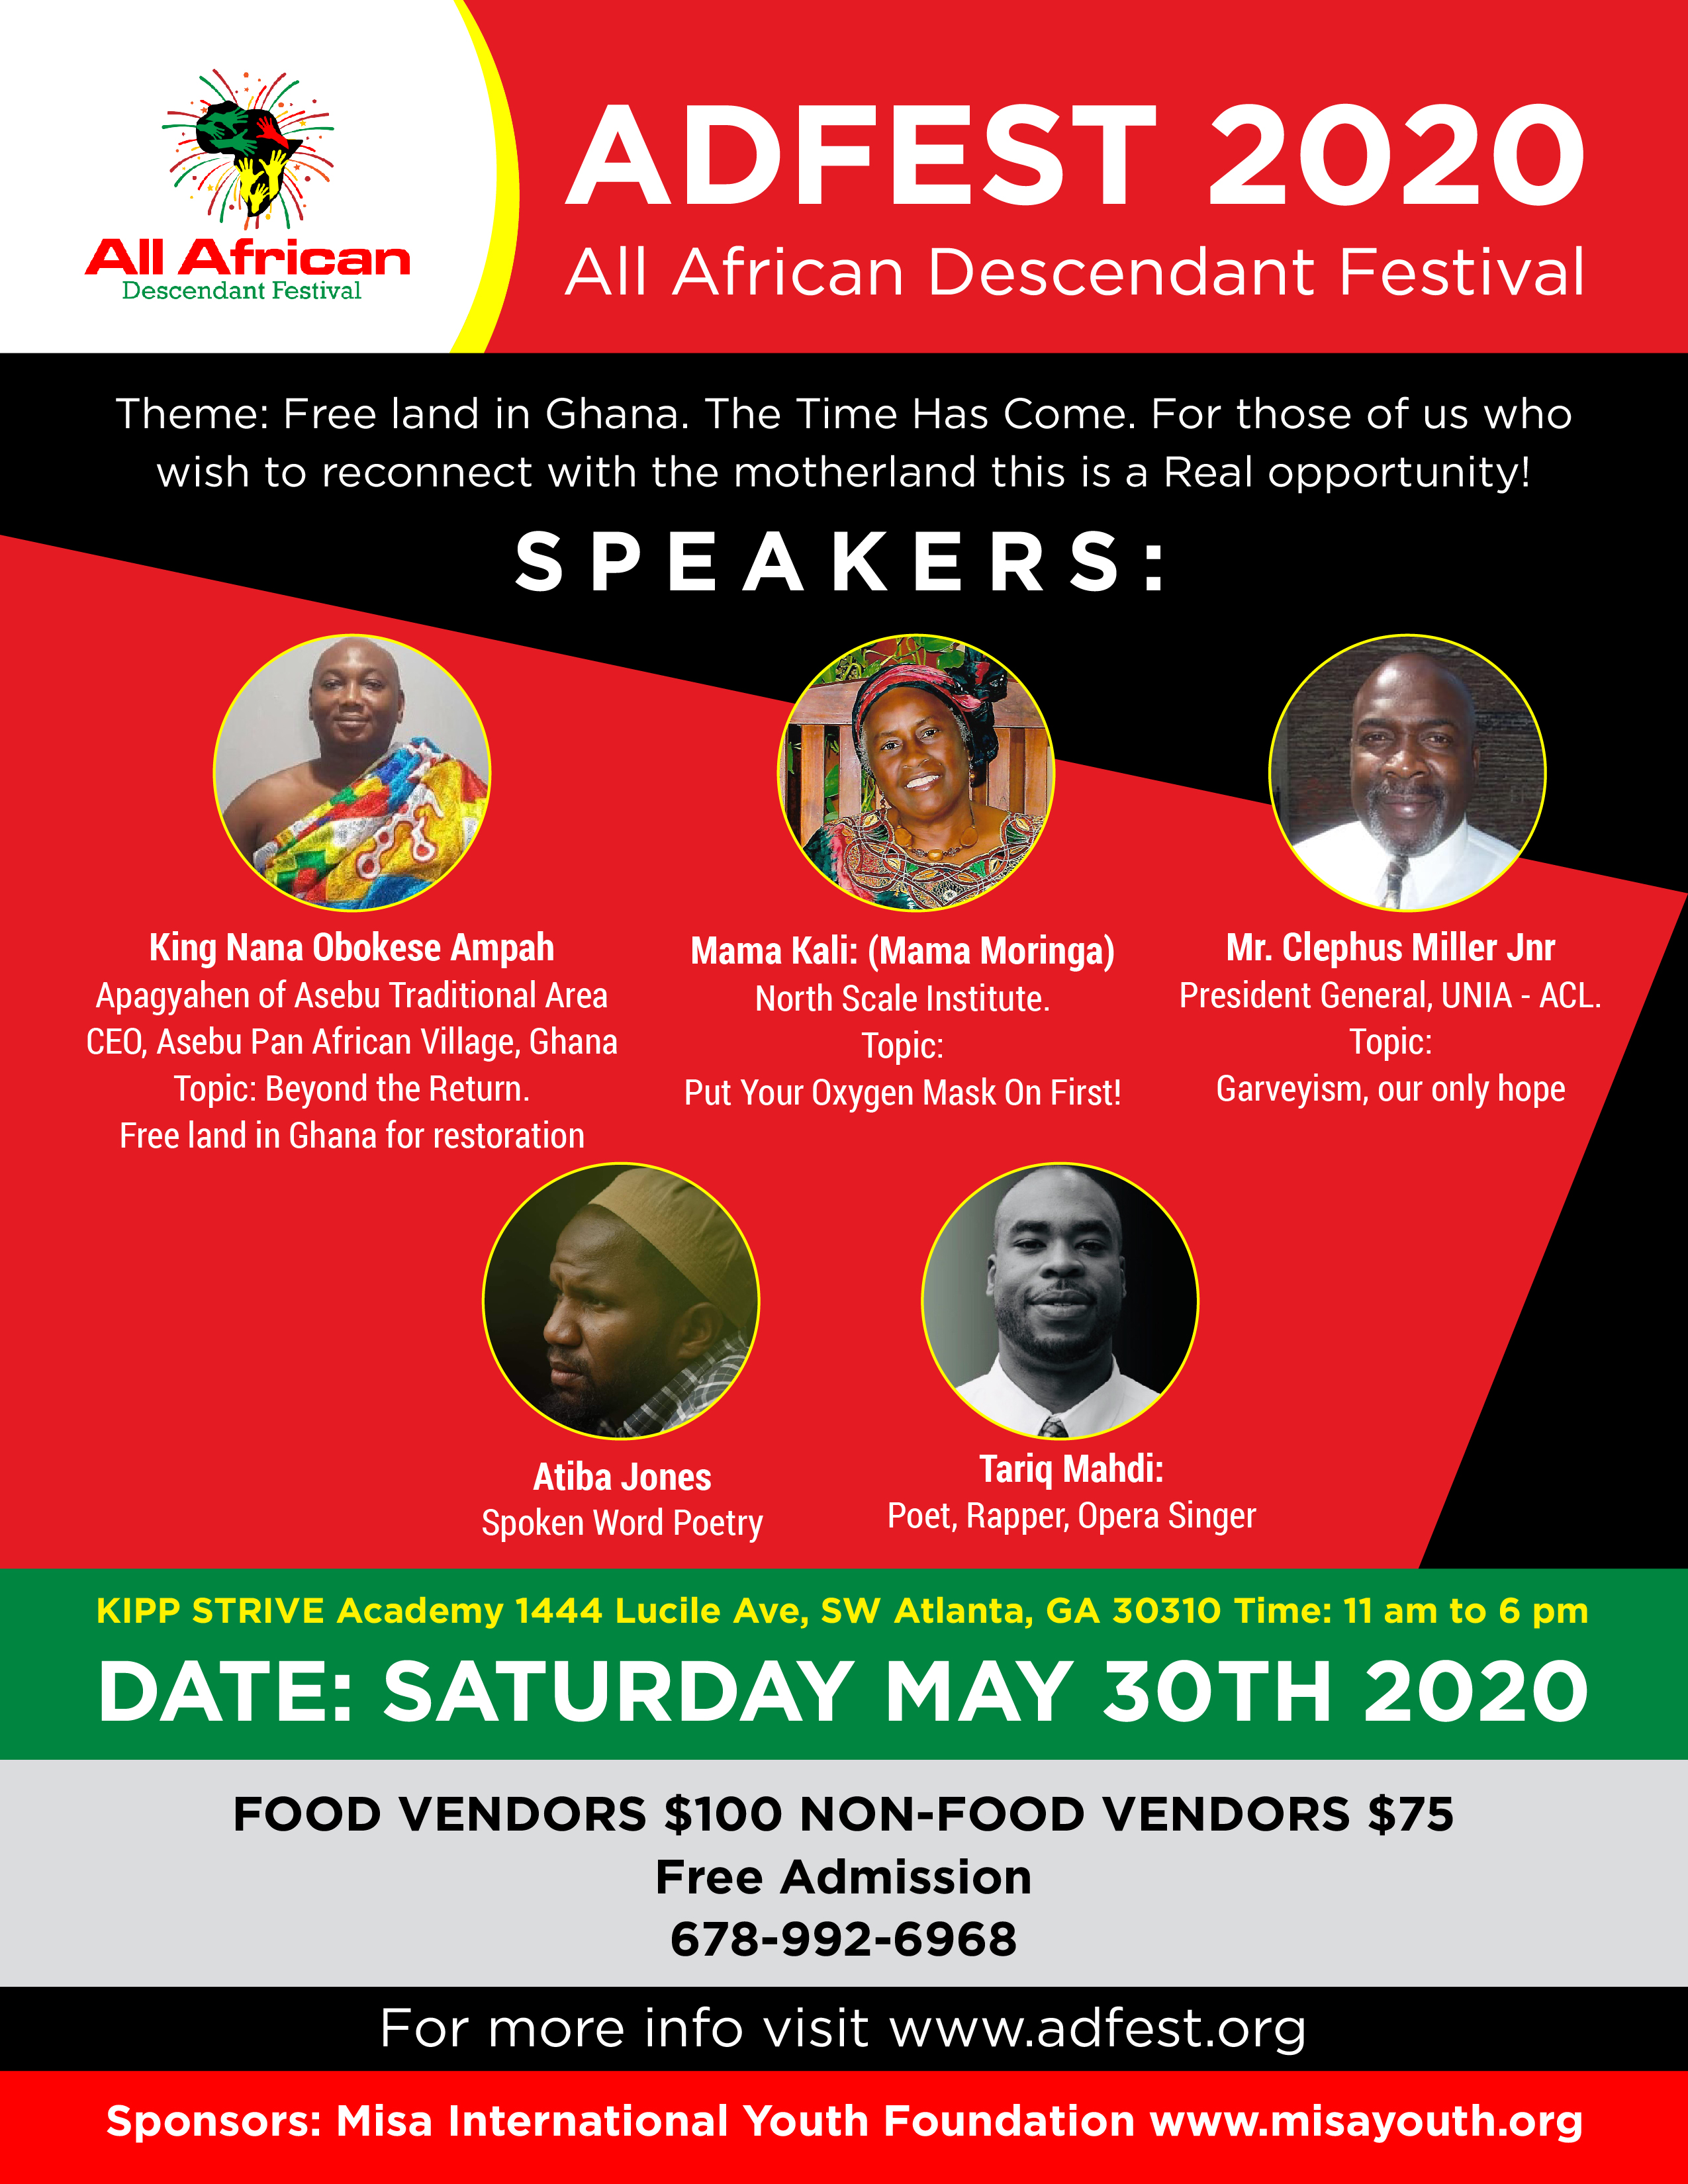 All African
Descendant Festival
ADFEST 2020
All African Descendant Festival
Theme: Free land in Ghana. The Time Has Come. For those of us who
wish to reconnect with the motherland this is a Real opportunity!
SPEAKERS:
King Nana Obokese Ampah
Apagyahen of Asebu Traditional Area
CEO, Asebu Pan African Village, Ghana
Topic: Beyond the Return.
Free land in Ghana for restoration
Mama Kali: (Mama Moringa)
North Scale Institute.
Topic:
Put Your Oxygen Mask On First!
Mr. Clephus Miller Jnr
President General, UNIA - ACL.
Topic:
Garveyism, our only hope
Atiba Jones
Spoken Word Poetry
Tariq Mahdi:
Poet, Rapper, Opera Singer
KIPP STRIVE Academy 1444 Lucile Ave, SW Atlanta, GA 30310 Time: 11 am to 6 pm
DATE: SATURDAY MAY 30TH 2020
FOOD VENDORS $100 NON-FOOD VENDORS $75
Free Admission
678-992-6968
For more info visit www.adfest.org
Sponsors: Misa International Youth Foundation www.misayouth.org